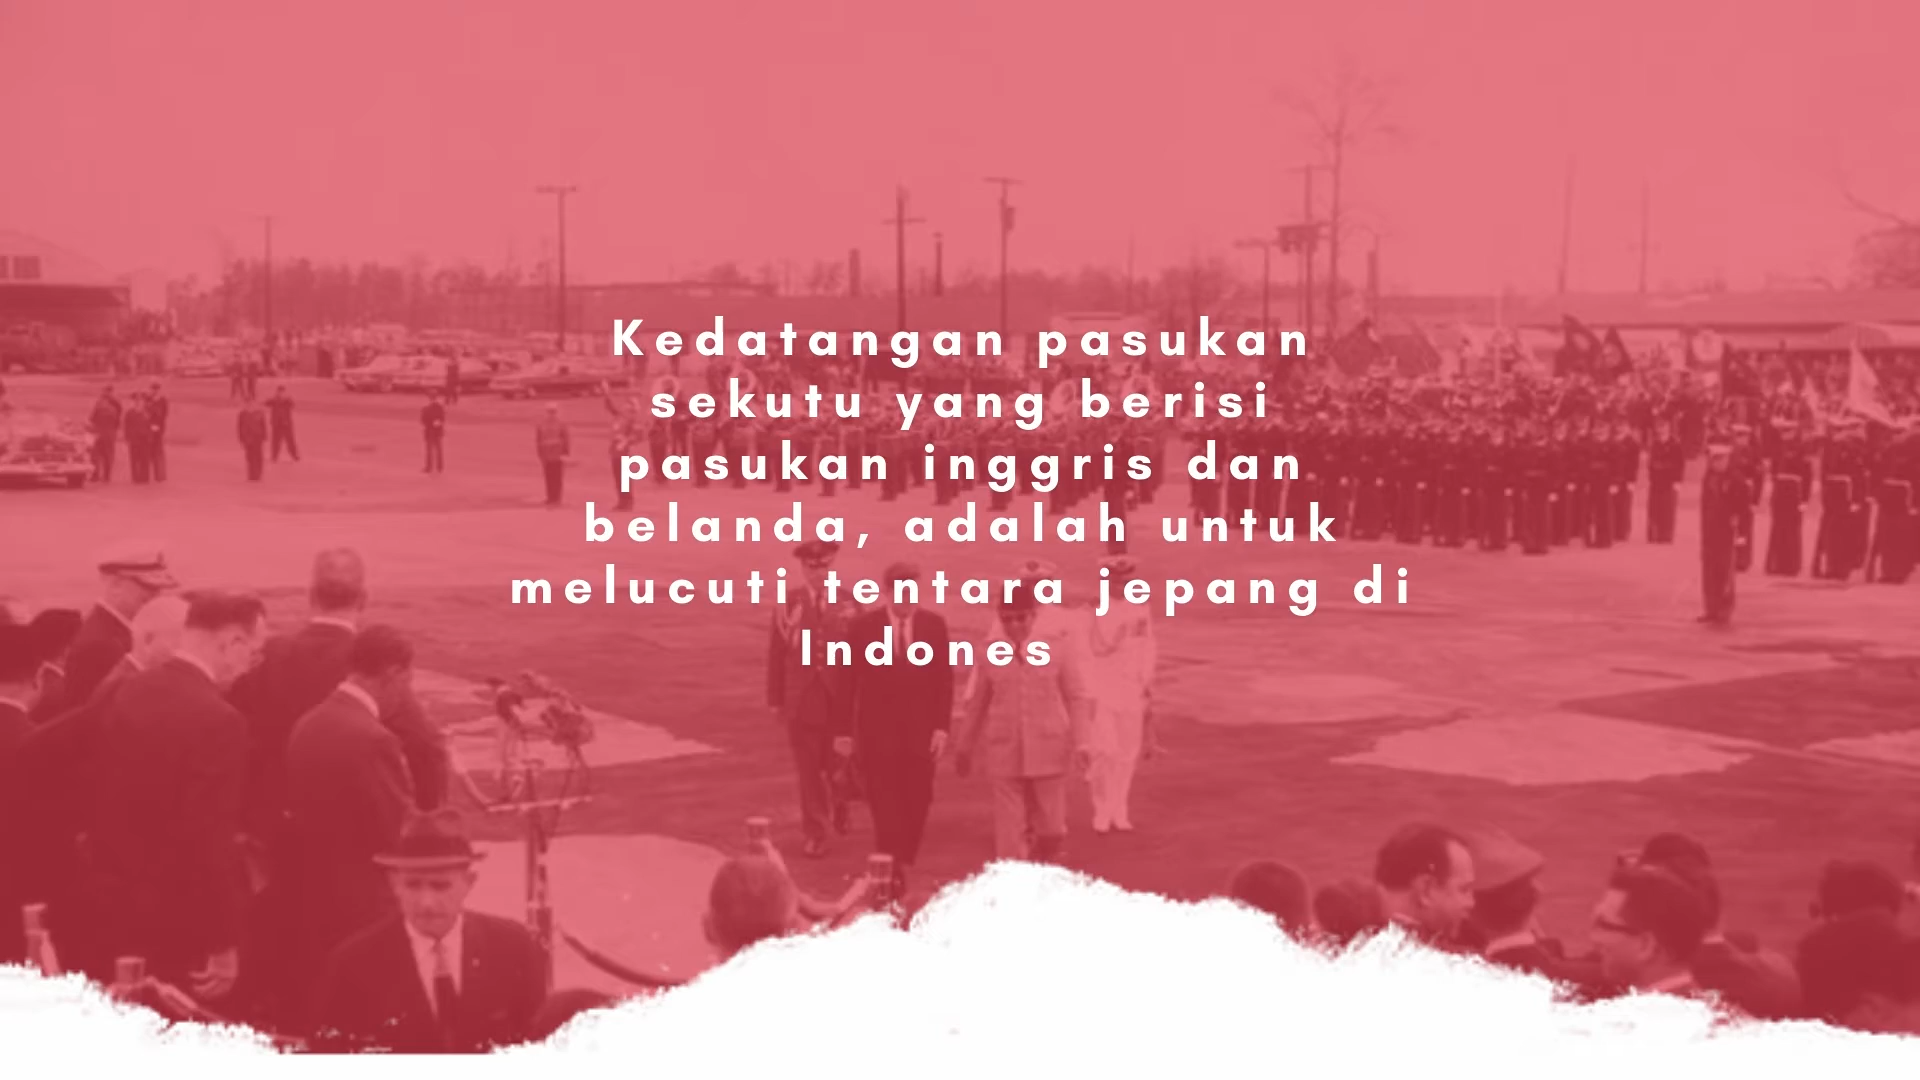 Kedatangan pasukan
sekutu yang berisi
pasukan inggris dan
belanda, adalah untuk
melucuti tentara jepang di
Indones